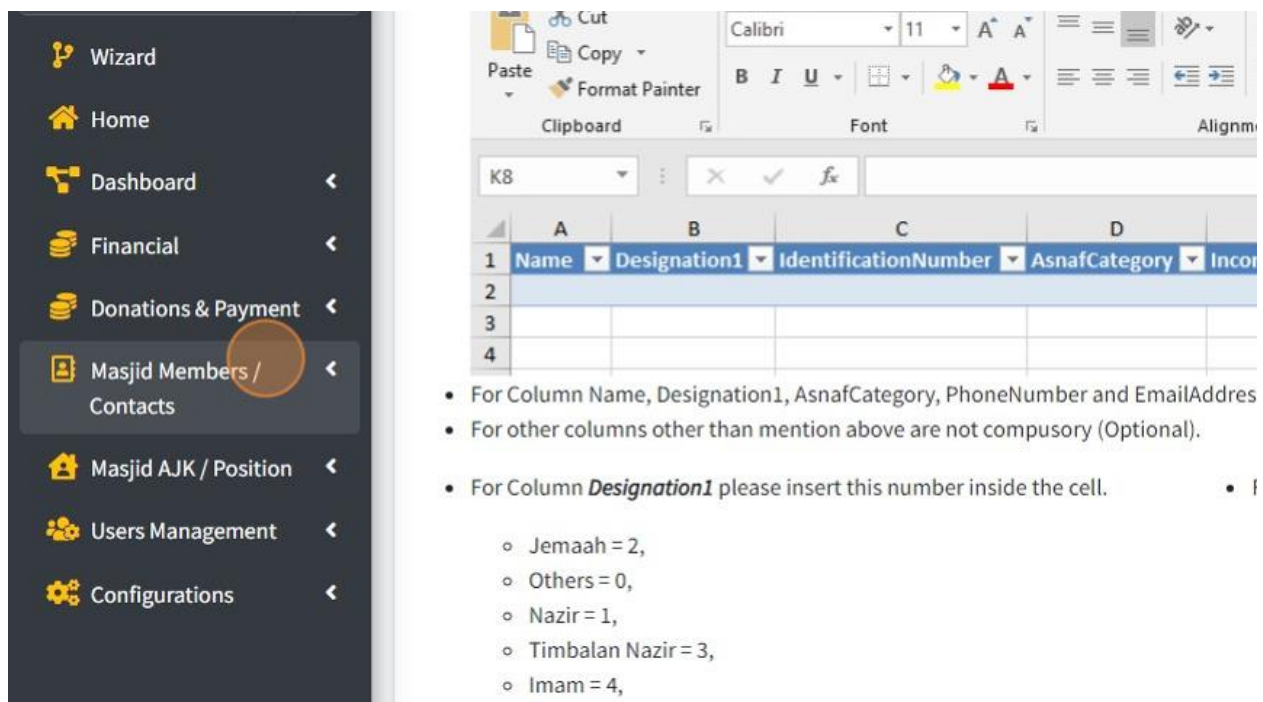 Wizard
Home
Dashboard
Financial
Donations & Payment
Masjid Members /
Contacts
Masjid AJK / Position
Users Management
Configurations
Cut
Copy
Paste
Format Painter
Clipboard
Calibri
11
A A
B I U
A
Font
K8
fx
A B C D
1 Name Designation1 IdentificationNumber AsnafCategory
2
3
4
For Column Name, Designation1, AsnafCategory, PhoneNumber and EmailAddres
For other columns other than mention above are not compusory (Optional).
For Column Designation1 please insert this number inside the cell.
Jemaah = 2,
Others = 0,
Nazir = 1,
Timbalan Nazir = 3,
Imam = 4,